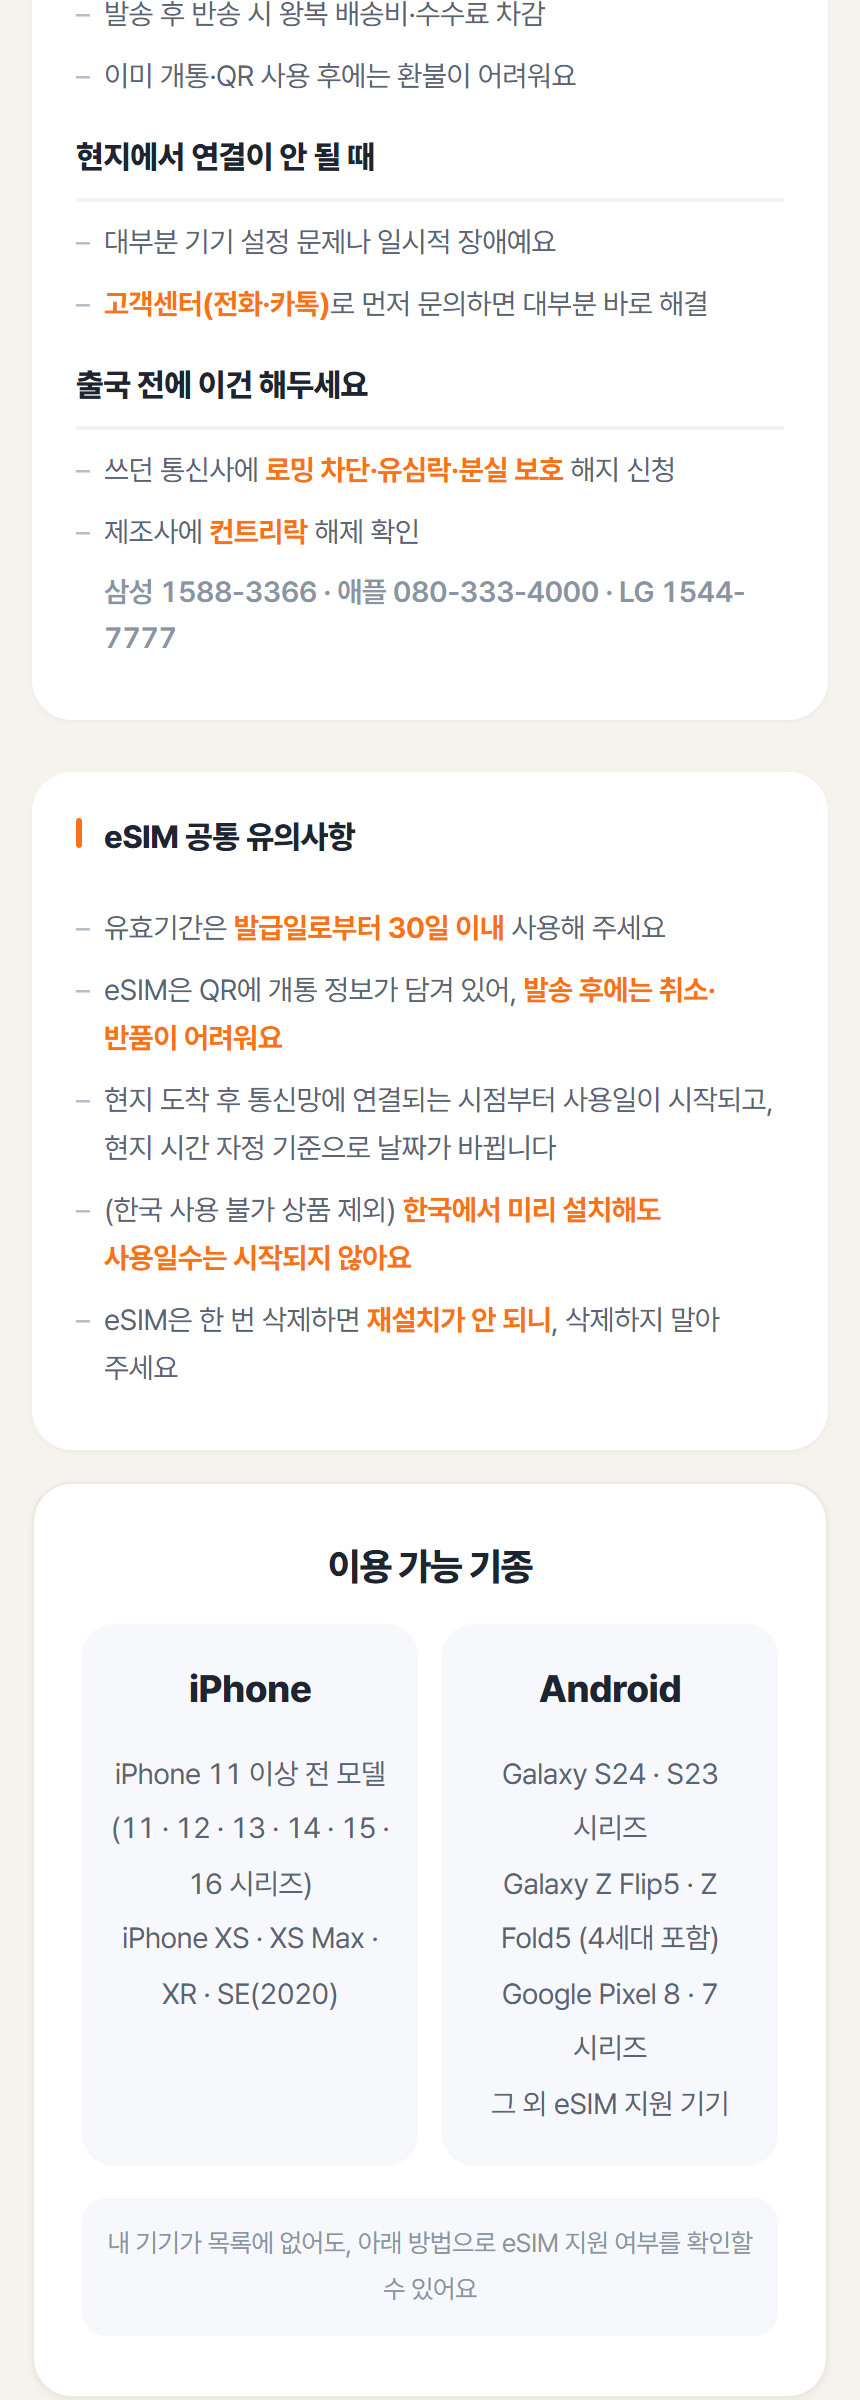 – 발송 후 반송 시 왕복 배송비·수수료 차감
– 이미 개통·QR 사용 후에는 환불이 어려워요
현지에서 연결이 안 될 때
– 대부분 기기 설정 문제나 일시적 장애예요
– 고객센터(전화·카톡)로 먼저 문의하면 대부분 바로 해결
출국 전에 이건 해두세요
– 쓰던 통신사에 로밍 차단·유심락·분실 보호 해지 신청
– 제조사에 컨트리락 해제 확인
삼성 1588-3366 · 애플 080-333-4000 · LG 1544-
7777
eSIM 공통 유의사항
– 유효기간은 발급일로부터 30일 이내 사용해 주세요
– eSIM은 QR에 개통 정보가 담겨 있어, 발송 후에는 취소·
반품이 어려워요
– 현지 도착 후 통신망에 연결되는 시점부터 사용일이 시작되고,
현지 시간 자정 기준으로 날짜가 바뀝니다
– (한국 사용 불가 상품 제외) 한국에서 미리 설치해도
사용일수는 시작되지 않아요
– eSIM은 한 번 삭제하면 재설치가 안 되니, 삭제하지 말아
주세요
이용 가능 기종
iPhone
iPhone 11 이상 전 모델
(11 · 12 · 13 · 14 · 15 ·
16 시리즈)
iPhone XS · XS Max ·
XR · SE(2020)
Android
Galaxy S24 · S23
시리즈
Galaxy Z Flip5 · Z
Fold5 (4세대 포함)
Google Pixel 8 · 7
시리즈
그 외 eSIM 지원 기기
내 기기가 목록에 없어도, 아래 방법으로 eSIM 지원 여부를 확인할
수 있어요